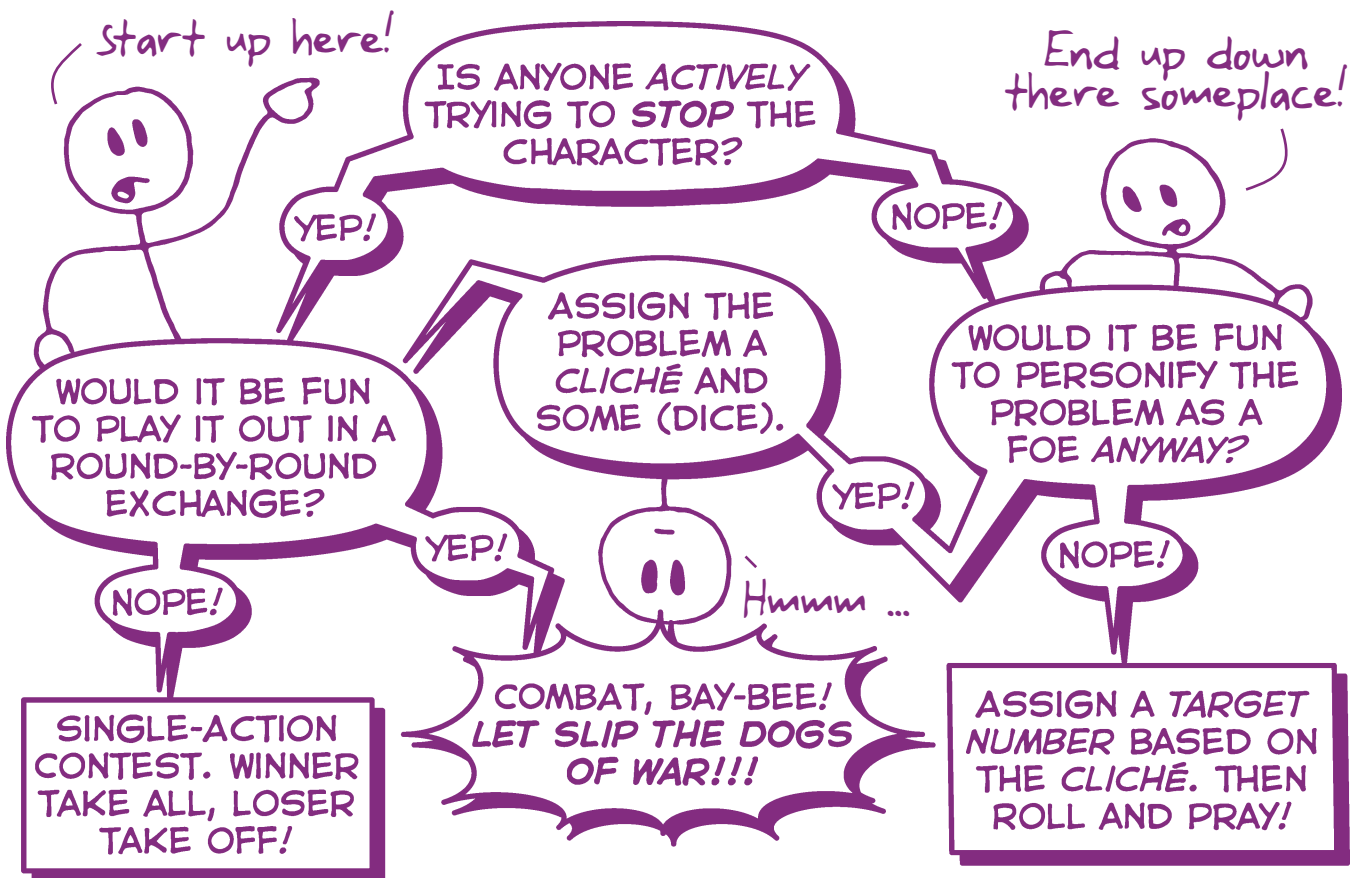 Start up here!
End up down
there someplace!
IS ANYONE ACTIVELY
TRYING TO STOP THE
CHARACTER?
YEP!
NOPE!
ASSIGN THE
PROBLEM A
CLICHÉ AND
SOME (DICE).
WOULD IT BE FUN
TO PERSONIFY THE
PROBLEM AS A
FOE ANYWAY?
WOULD IT BE FUN
TO PLAY IT OUT IN A
ROUND-BY-ROUND
EXCHANGE?
YEP!
YEP!
NOPE!
NOPE!
Hmmm ...
SINGLE-ACTION
CONTEST. WINNER
TAKE ALL, LOSER
TAKE OFF!
COMBAT, BAY-BEE!
LET SLIP THE DOGS
OF WAR!!!
ASSIGN A TARGET
NUMBER BASED ON
THE CLICHÉ. THEN
ROLL AND PRAY!